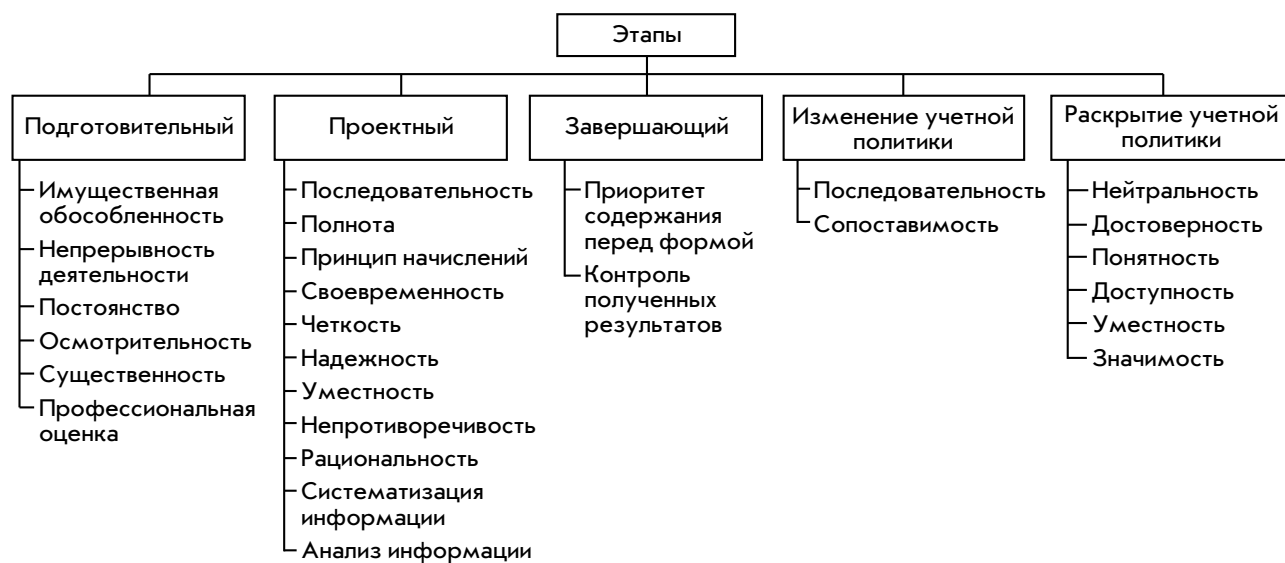 Этапы
Подготовительный
Имущественная
обособленность
Непрерывность
деятельности
Постоянство
Осмотрительность
Существенность
Профессиональная
оценка
Проектный
Последовательность
Полнота
Принцип начислений
Своевременность
Четкость
Надежность
Уместность
Непротиворечивость
Рациональность
Систематизация
информации
Анализ информации
Завершающий
Приоритет
содержания
перед формой
Контроль
полученных
результатов
Изменение учетной
политики
Последовательность
Сопоставимость
Раскрытие учетной
политики
Нейтральность
Достоверность
Понятность
Доступность
Уместность
Значимость